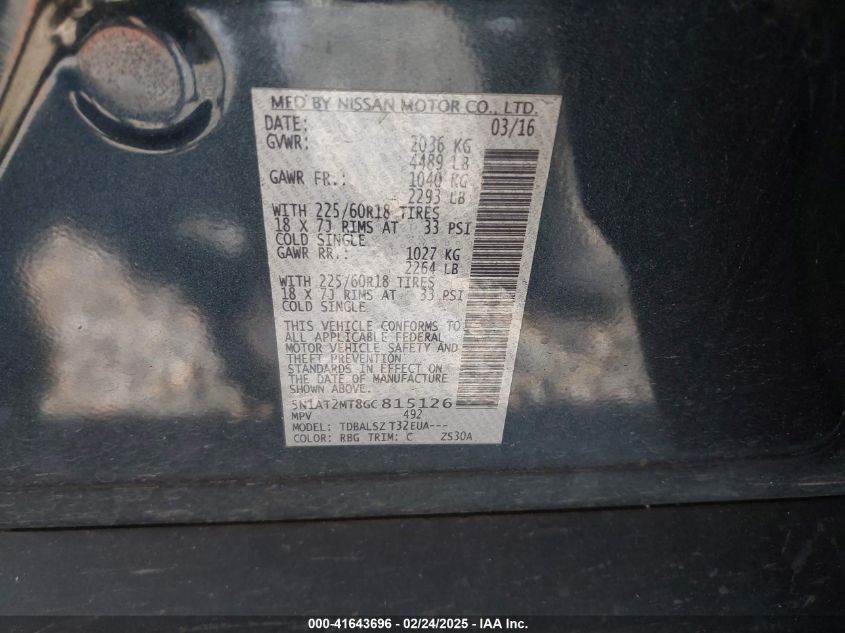 MFD BY NISSAN MOTOR CO., LTD.
DATE: 03/16
GVWR: 2036 KG
4489 LB
GAWR FR.: 1040 KG
2293 LB
WITH 225/60R18 TIRES
18 X 7J RIMS AT 33 PSI
COLD SINGLE
GAWR RR.: 1027 KG
2264 LB
WITH 225/60R18 TIRES
18 X 7J RIMS AT 33 PSI
COLD SINGLE
THIS VEHICLE CONFORMS TO
ALL APPLICABLE FEDERAL
MOTOR VEHICLE SAFETY AND
THEFT PREVENTION
STANDARDS IN EFFECT ON
THE DATE OF MANUFACTURE
SHOWN ABOVE.
5N1AT2MT8GC815126
MPV 492
MODEL: TDBALSZ T32EUA---
COLOR: RBG TRIM: C ZS30A
000-41643696 - 02/24/2025 - IAA Inc.